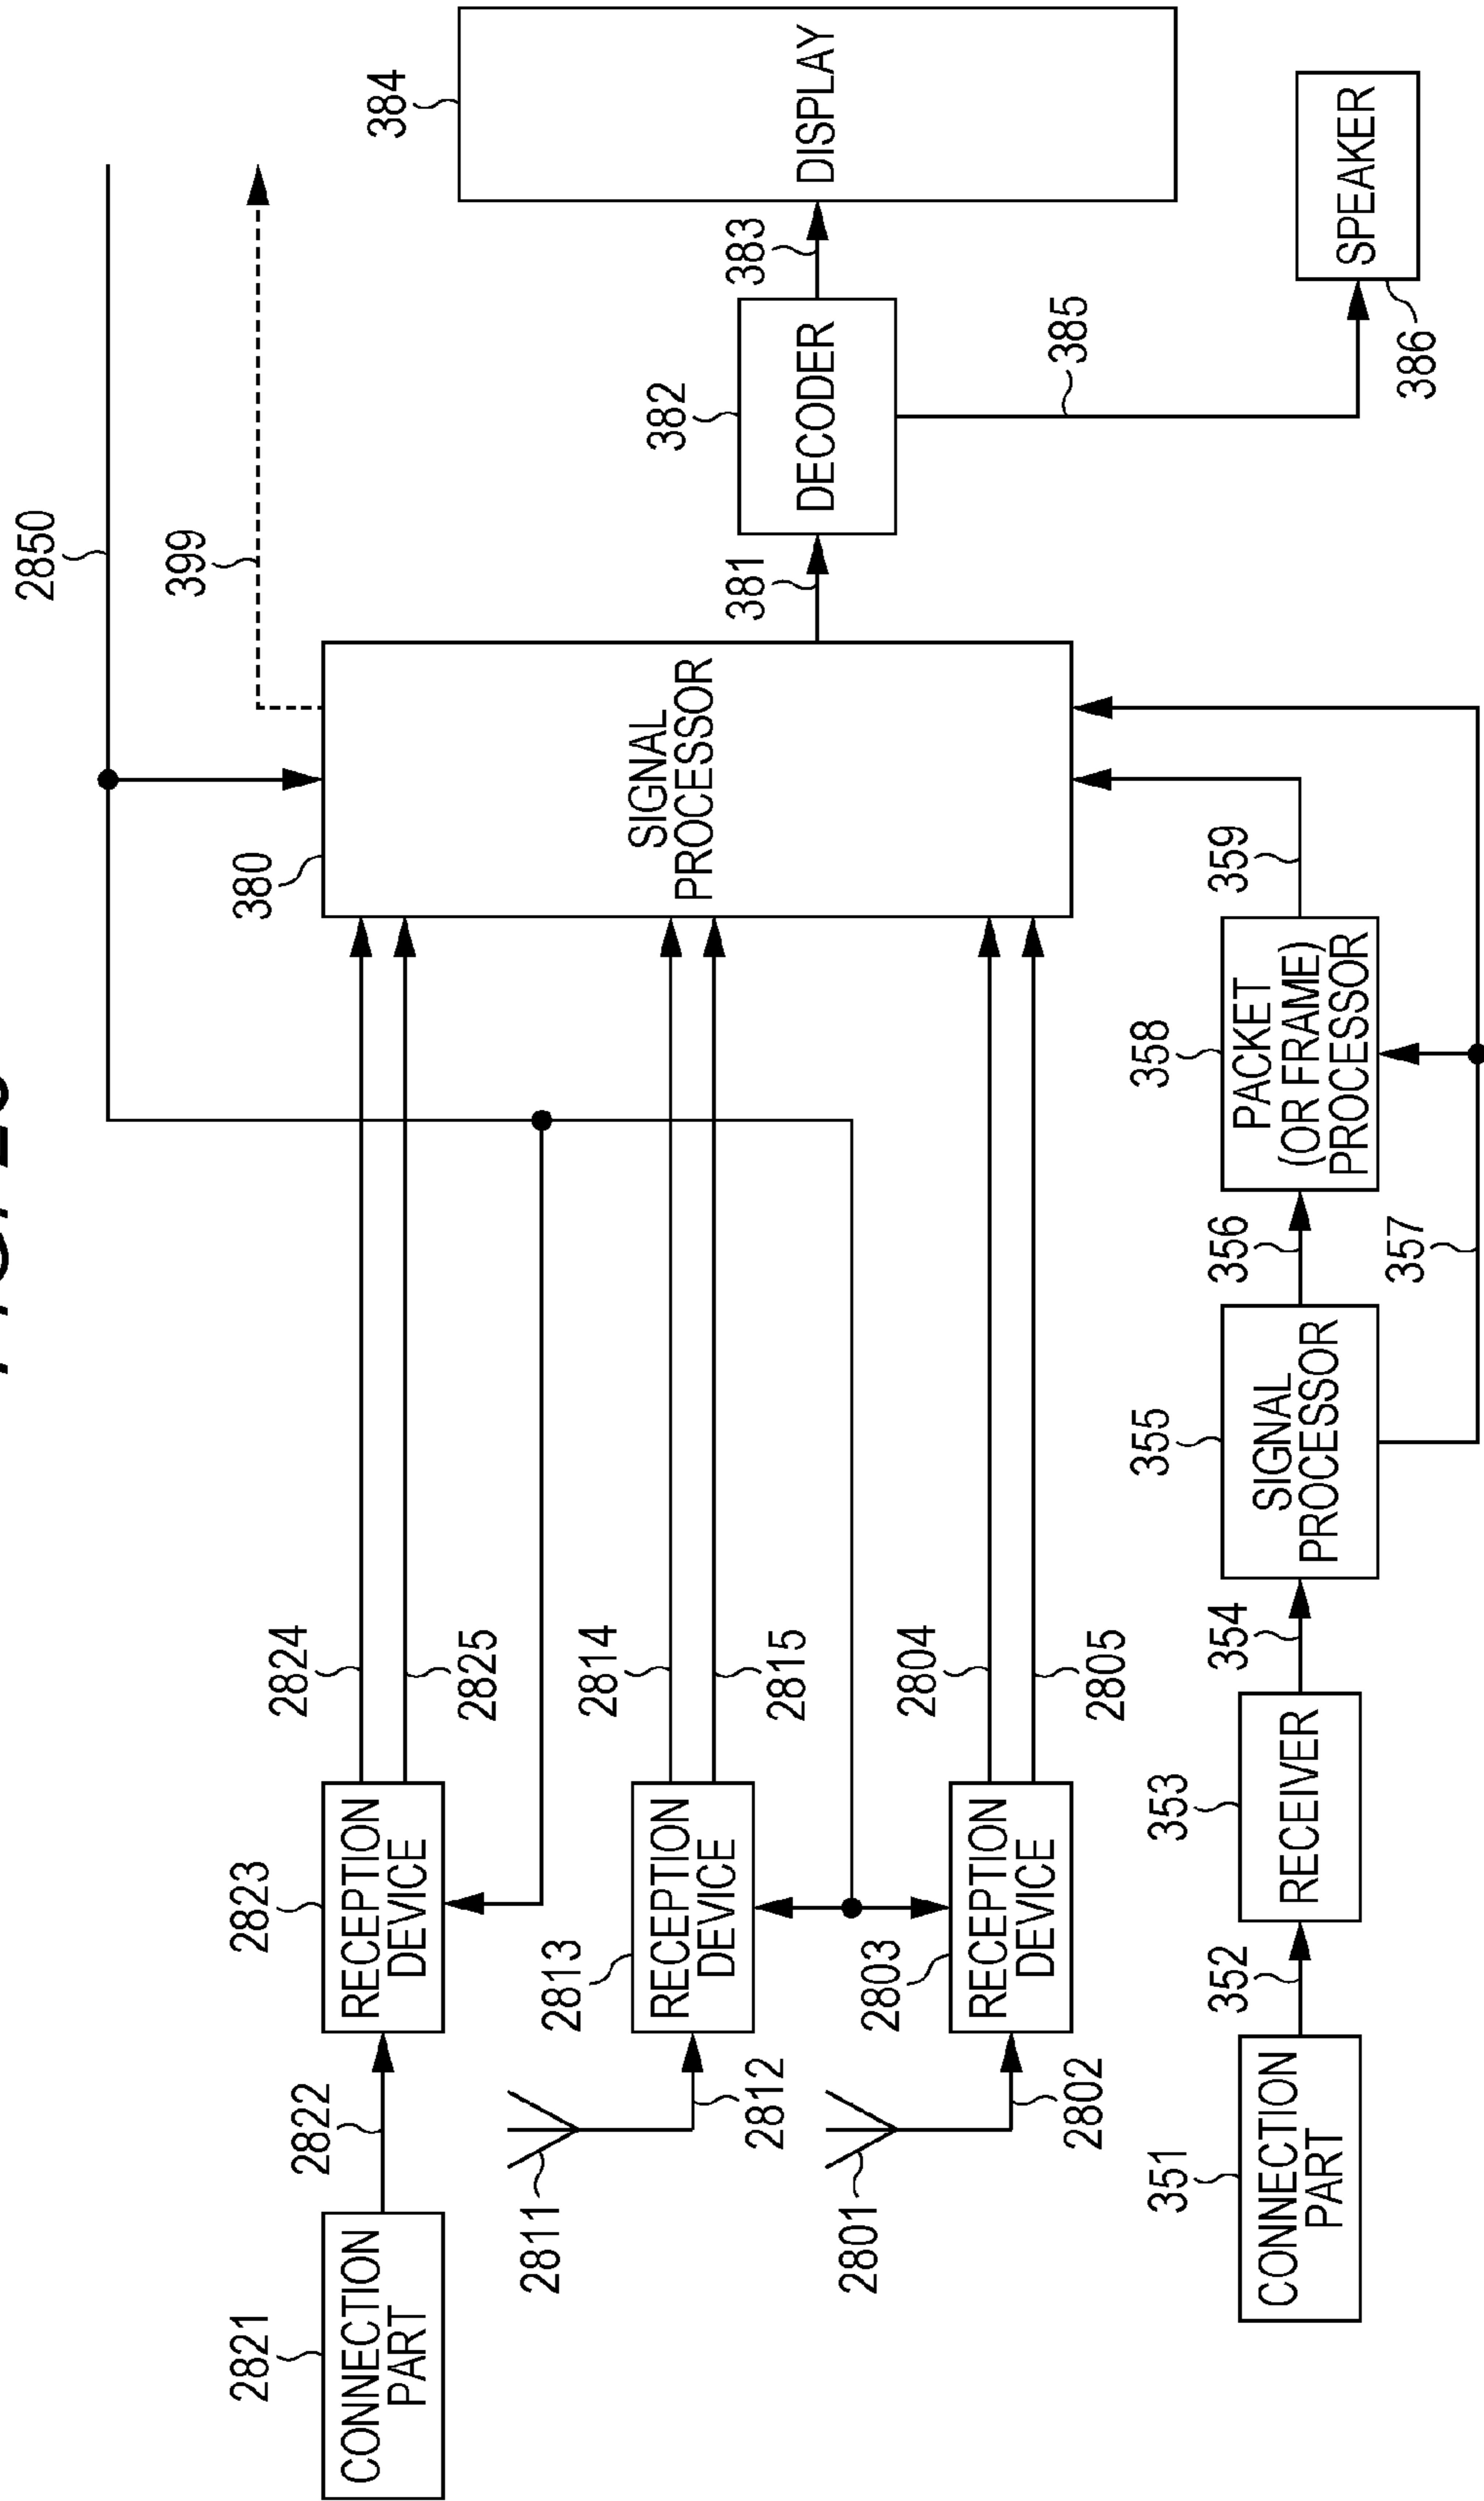 2850
399
384
DISPLAY
380
SIGNAL
PROCESSOR
381
382
DECODER
383
385
SPEAKER
386
2821
CONNECTION
PART
2822
2823
RECEPTION
DEVICE
2824
2825
2811
2812
2813
RECEPTION
DEVICE
2814
2815
2801
2802
2803
RECEPTION
DEVICE
2804
2805
351
CONNECTION
PART
352
353
RECEIVER
354
355
SIGNAL
PROCESSOR
356
357
358
PACKET
(OR FRAME)
PROCESSOR
359